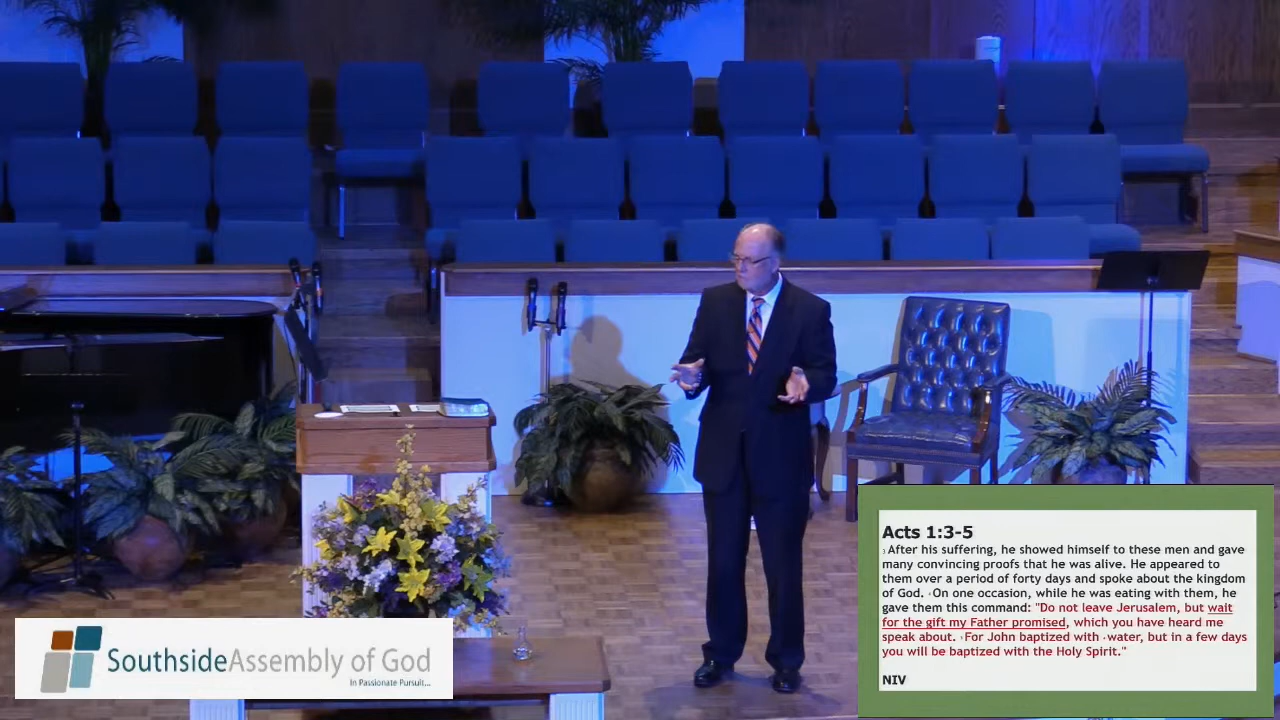 Acts 1:3-5
3 After his suffering, he showed himself to these men and gave
many convincing proofs that he was alive. He appeared to
them over a period of forty days and spoke about the kingdom
of God. 4 On one occasion, while he was eating with them, he
gave them this command: "Do not leave Jerusalem, but wait
for the gift my Father promised, which you have heard me
speak about. 5 For John baptized with water, but in a few days
you will be baptized with the Holy Spirit."
NIV
SouthsideAssembly of God
In Passionate Pursuit...